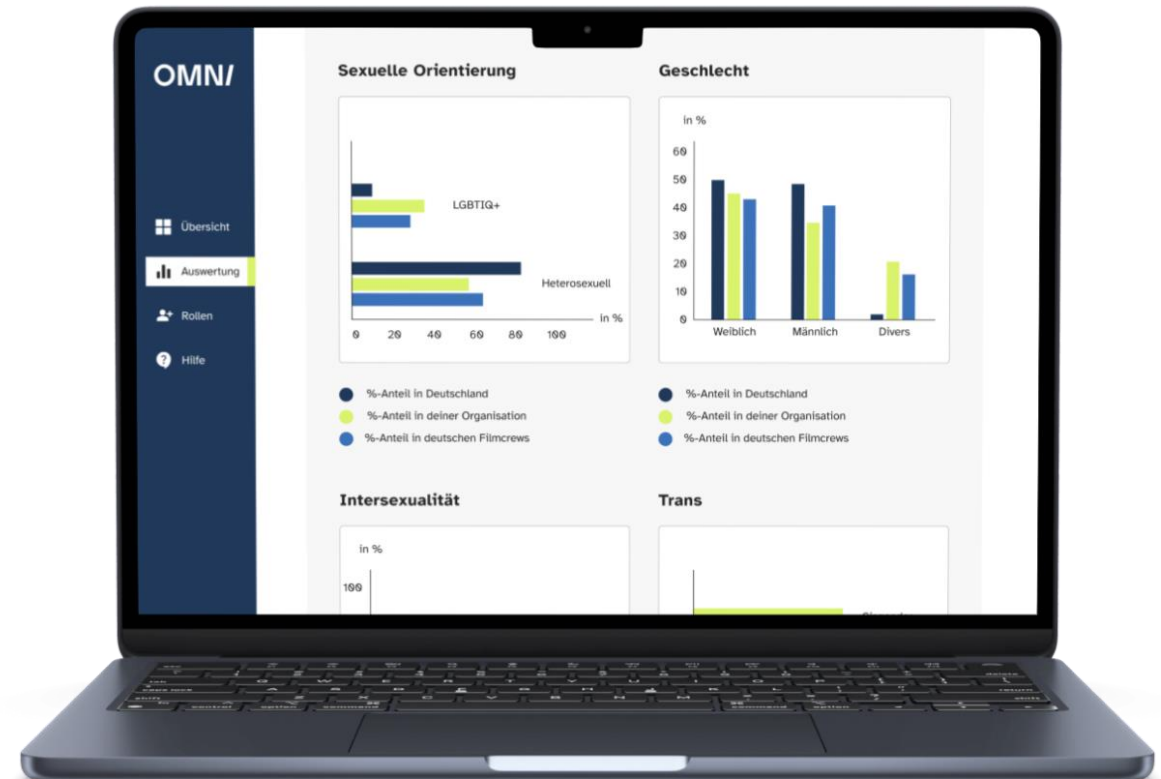 OMNI
Übersicht
Auswertung
Rollen
Hilfe
Sexuelle Orientierung
LGBTIQ+
Heterosexuell
in %
0 20 40 60 80 100
%-Anteil in Deutschland
%-Anteil in deiner Organisation
%-Anteil in deutschen Filmcrews
Geschlecht
in %
60
50
40
30
20
10
0
Weiblich Männlich Divers
%-Anteil in Deutschland
%-Anteil in deiner Organisation
%-Anteil in deutschen Filmcrews
Intersexualität
in %
100
Trans